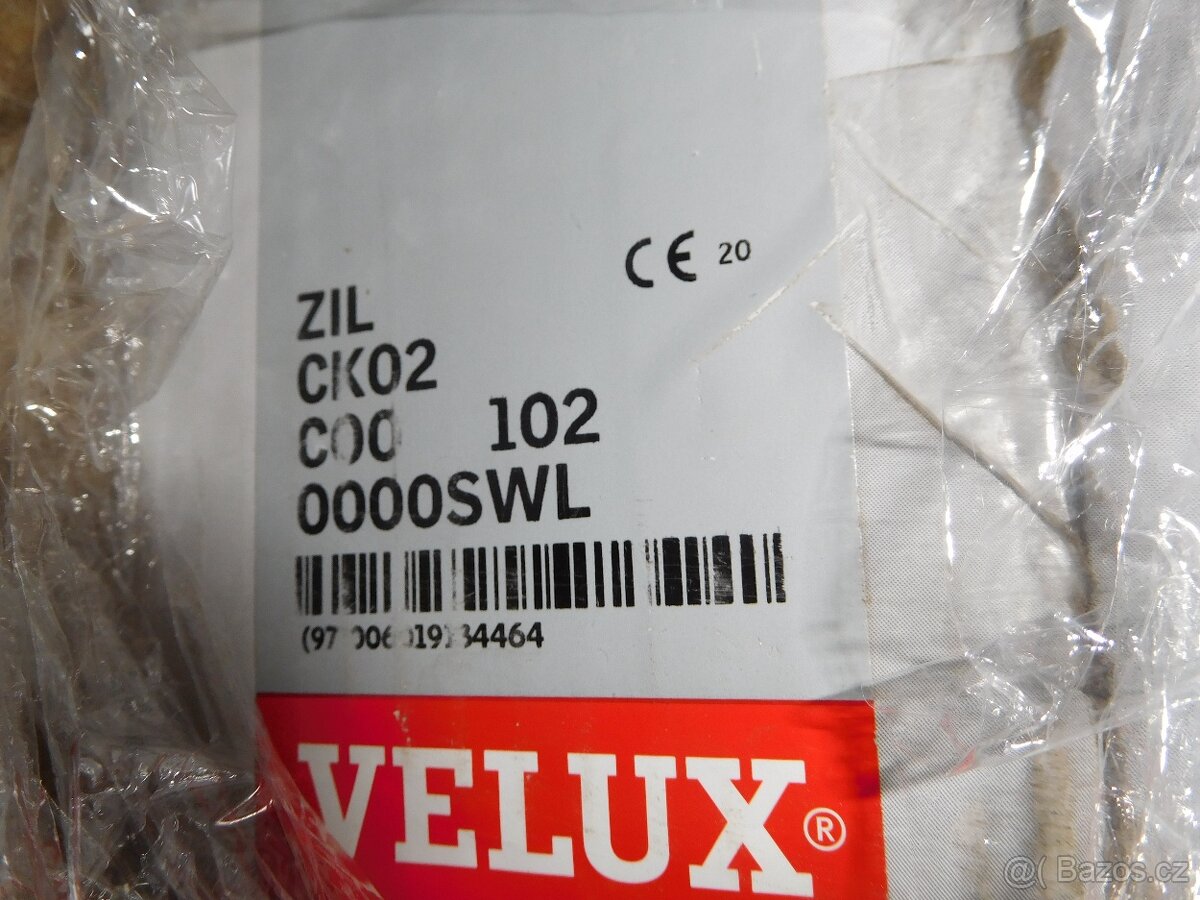 CE 20
ZIL
CK02
C00 102
0000SWL
VELUX®
Bazos.cz